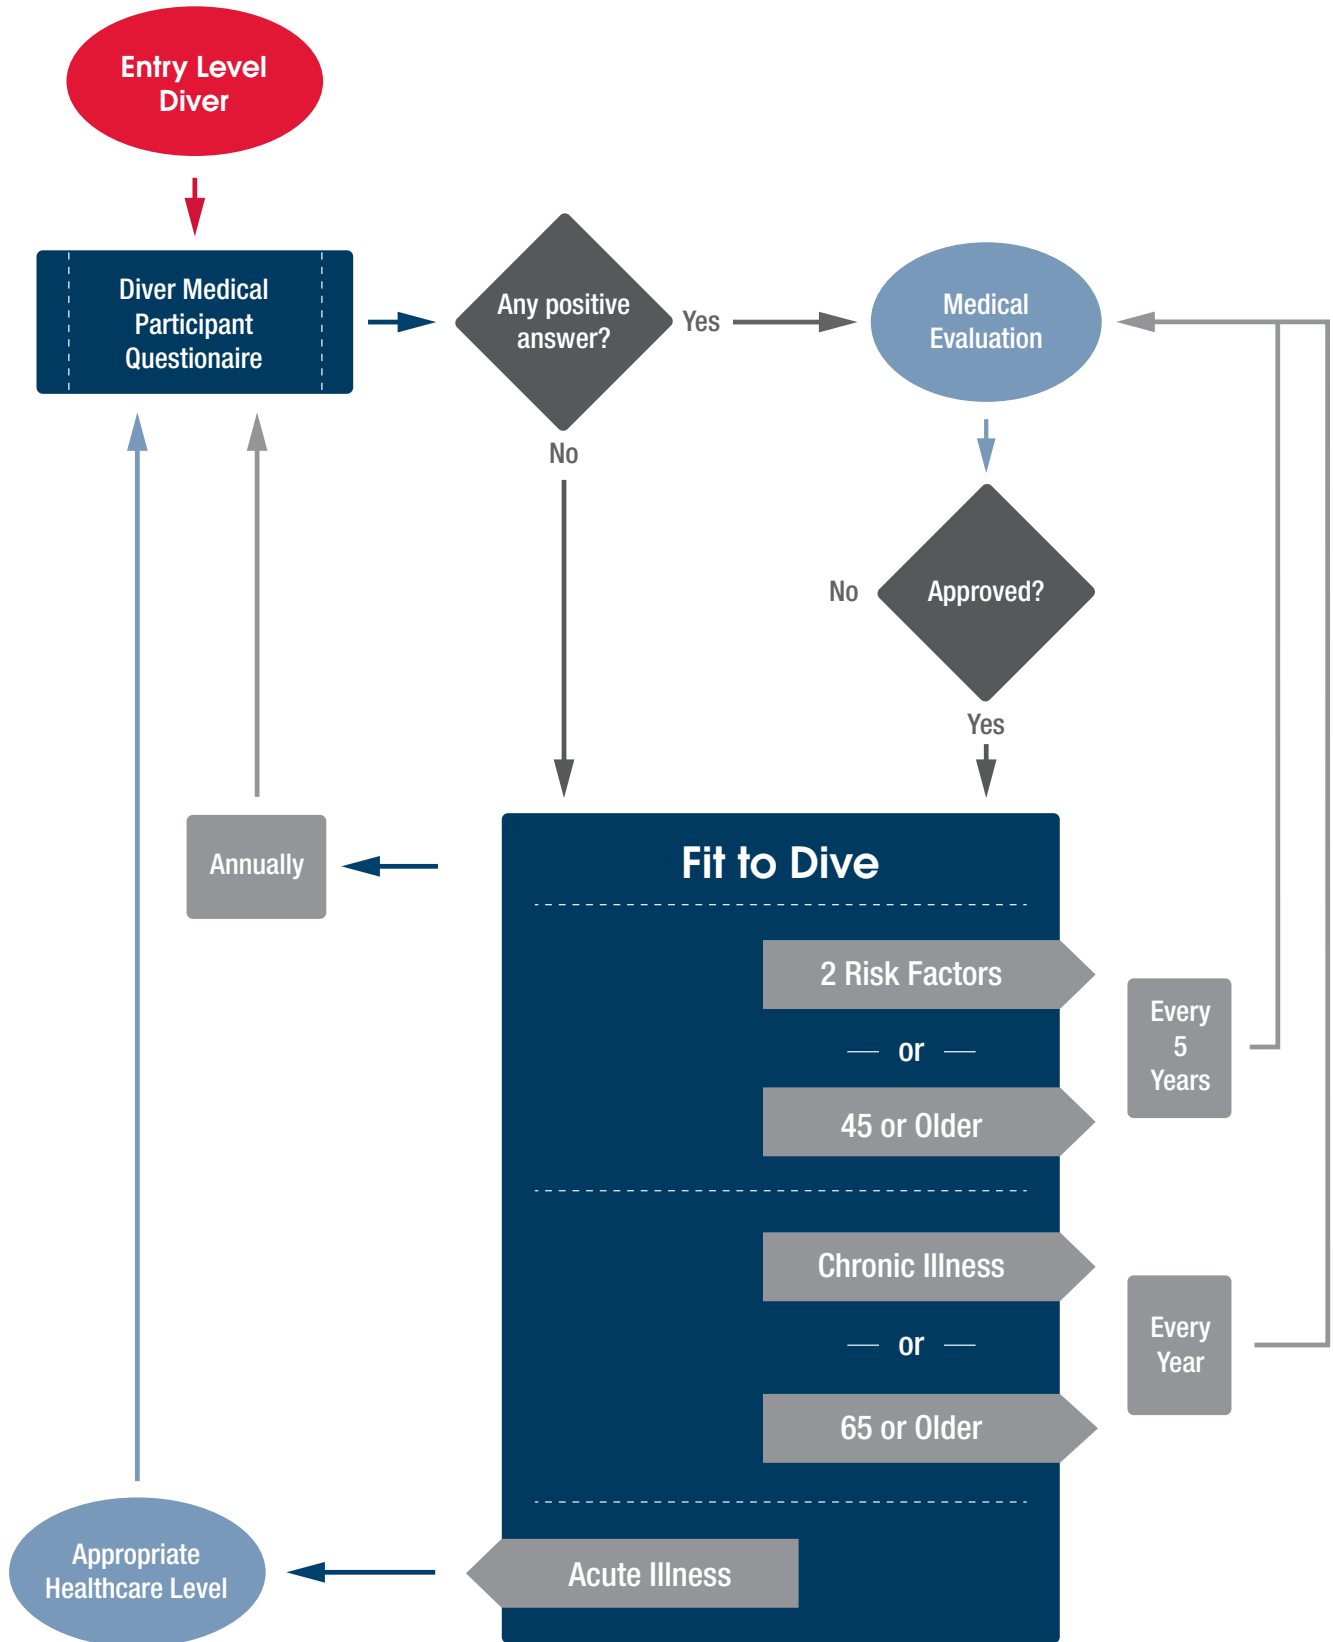 Entry Level
Diver
Diver Medical
Participant
Questionaire
Any positive
answer?
Yes
No
Medical
Evaluation
Approved?
No
Yes
Annually
Fit to Dive
2 Risk Factors
or
45 or Older
Every
5
Years
Chronic Illness
or
65 or Older
Every
Year
Acute Illness
Appropriate
Healthcare Level